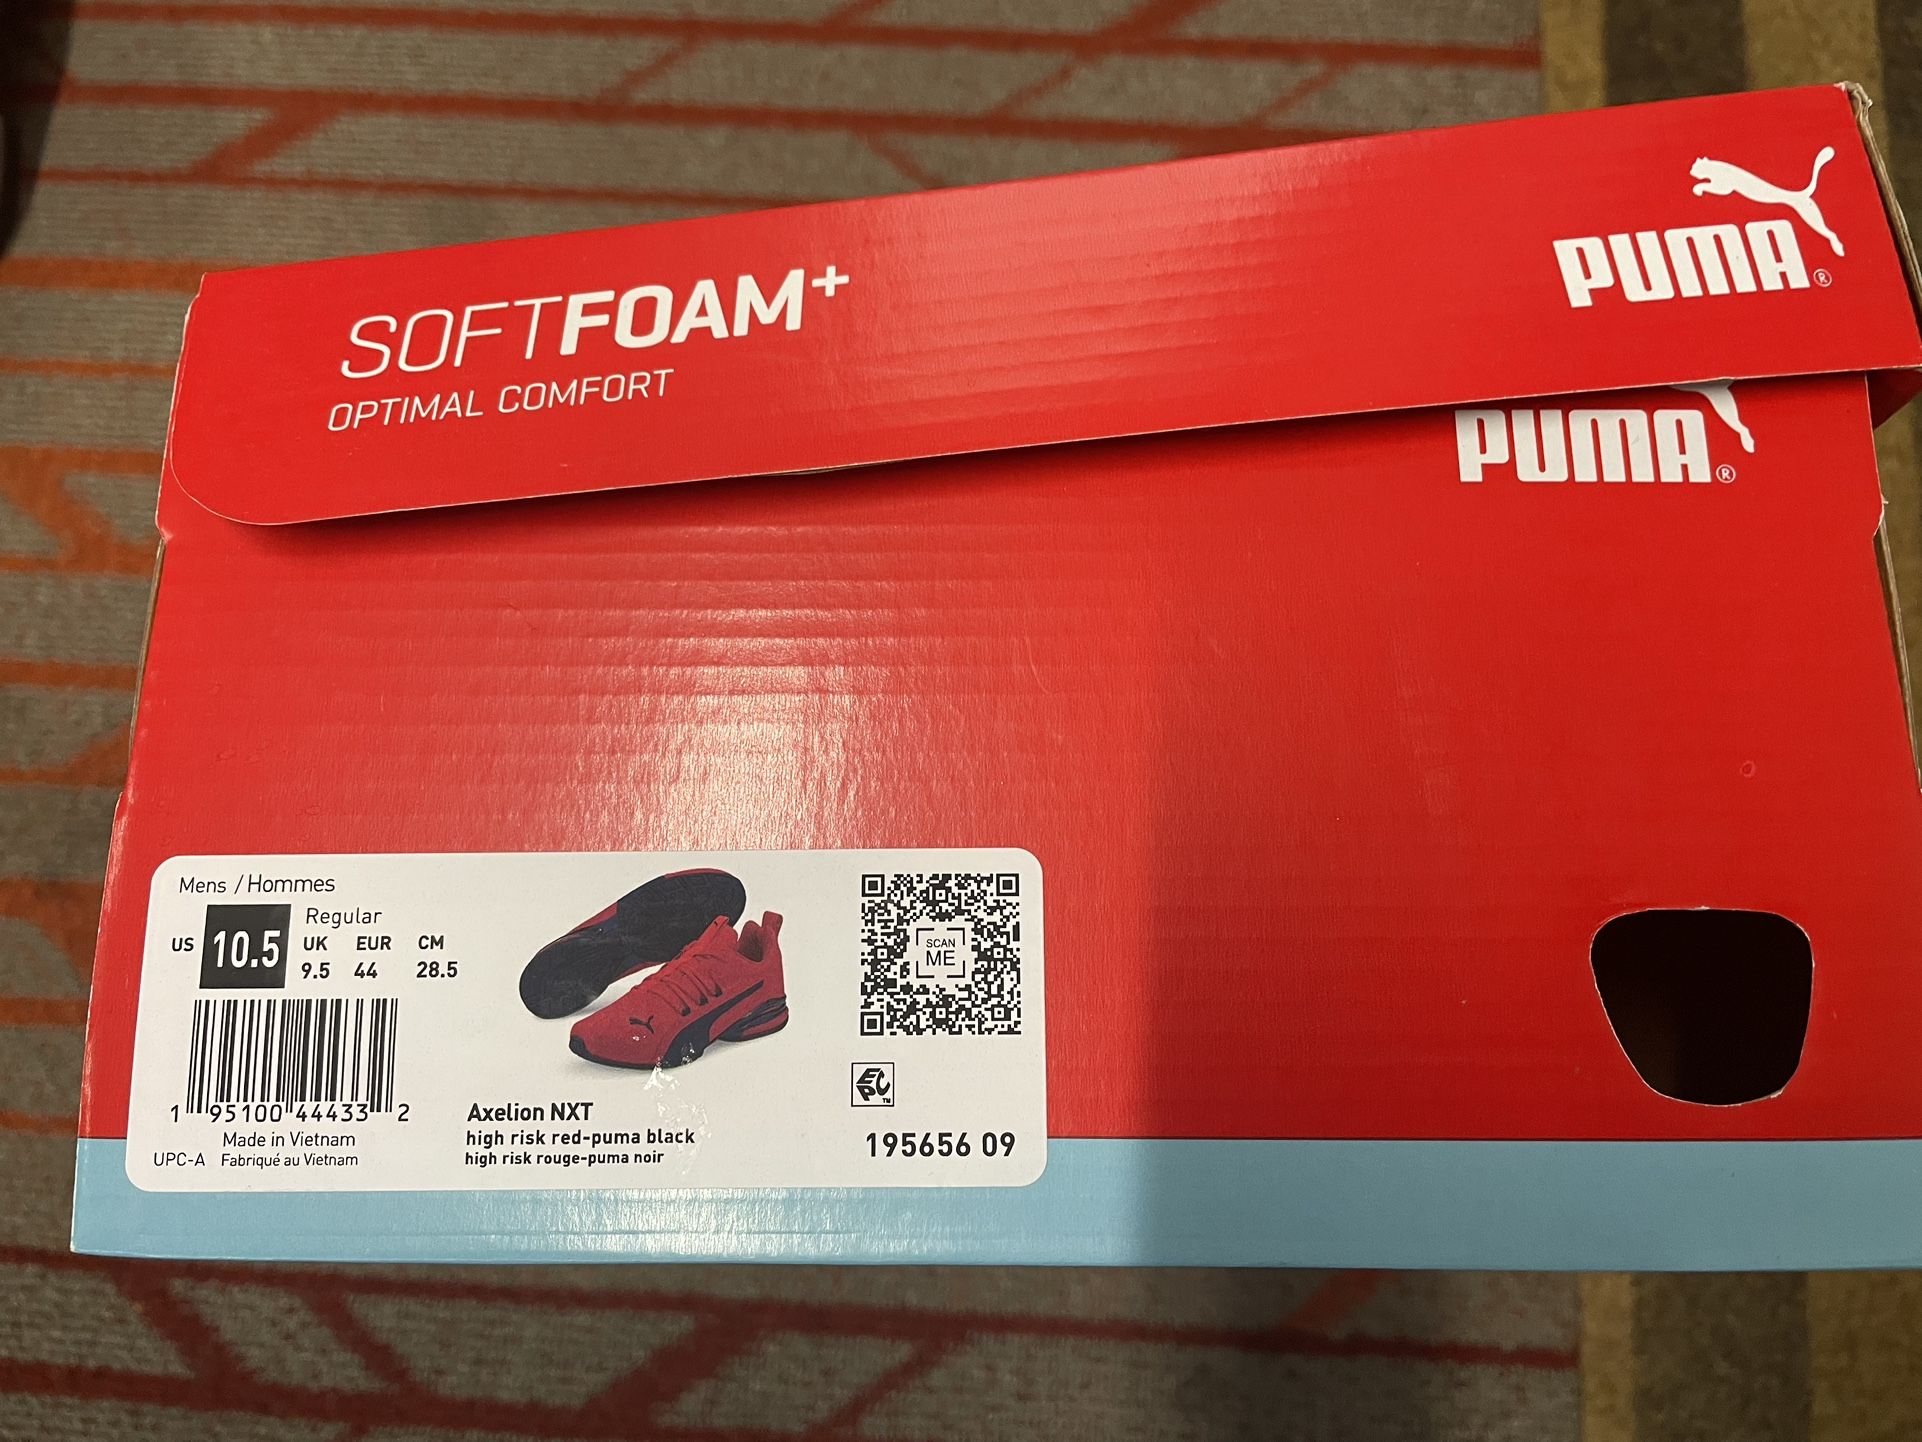 PUMA®
SOFTFOAM+
OPTIMAL COMFORT
PUMA®
Mens / Hommes
Regular
US 10.5 UK EUR CM
9.5 44 28.5
SCAN
ME
1 95100 44433 2
Made in Vietnam
UPC-A Fabriqué au Vietnam
Axelion NXT
high risk red-puma black
high risk rouge-puma noir
EPC™
195656 09